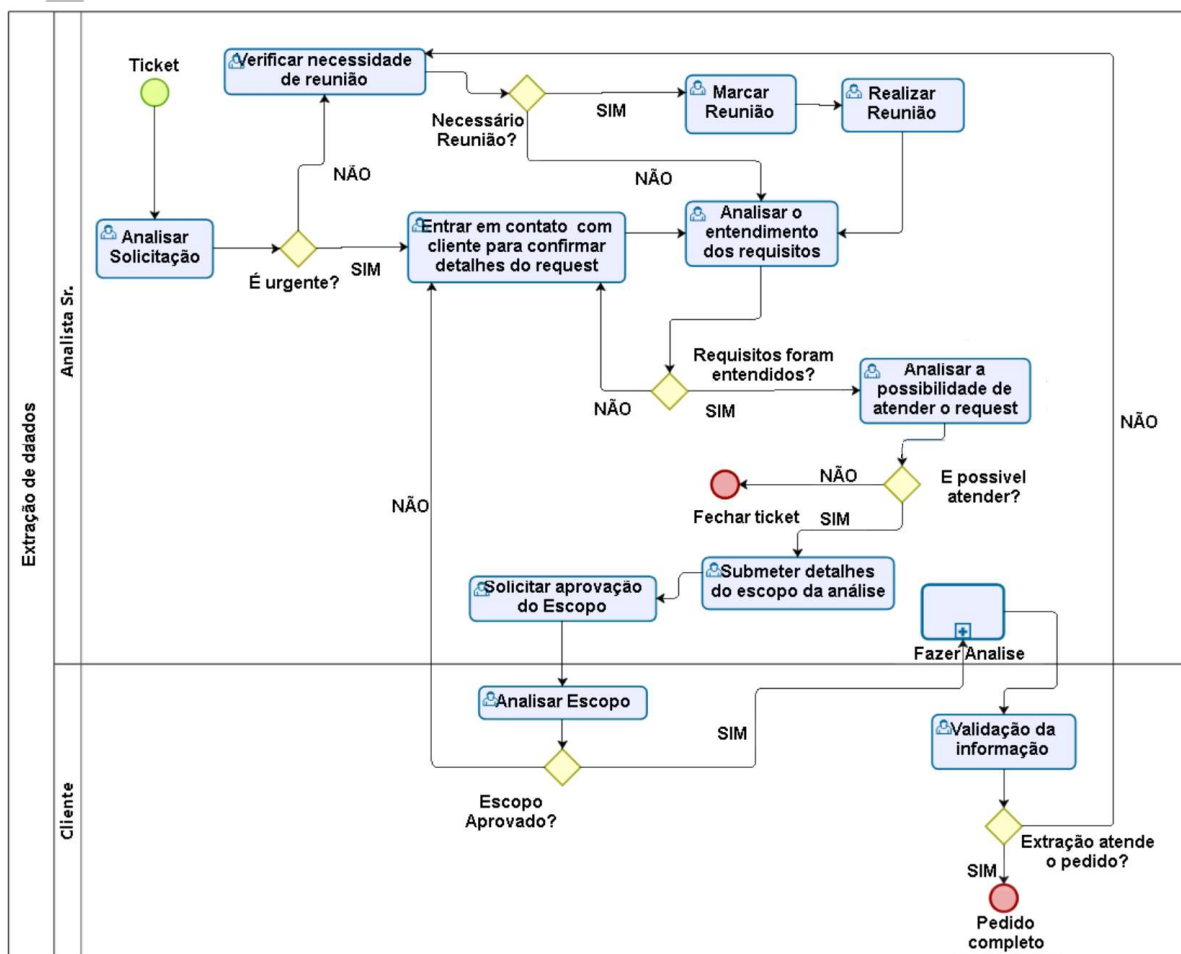 Extração de daados
Analista Sr.
Cliente
Ticket
Verificar necessidade
de reunião
Necessário
Reunião?
SIM
Marcar
Reunião
Realizar
Reunião
NÃO
NÃO
Analisar
Solicitação
É urgente?
SIM
Entrar em contato com
cliente para confirmar
detalhes do request
Analisar o
entendimento
dos requisitos
Requisitos foram
entendidos?
NÃO
SIM
Analisar a
possibilidade de
atender o request
NÃO
NÃO
E possivel
atender?
NÃO
Fechar ticket
SIM
Submeter detalhes
do escopo da análise
Solicitar aprovação
do Escopo
Fazer Analise
Analisar Escopo
SIM
Escopo
Aprovado?
Validação da
informação
Extração atende
o pedido?
SIM
Pedido
completo